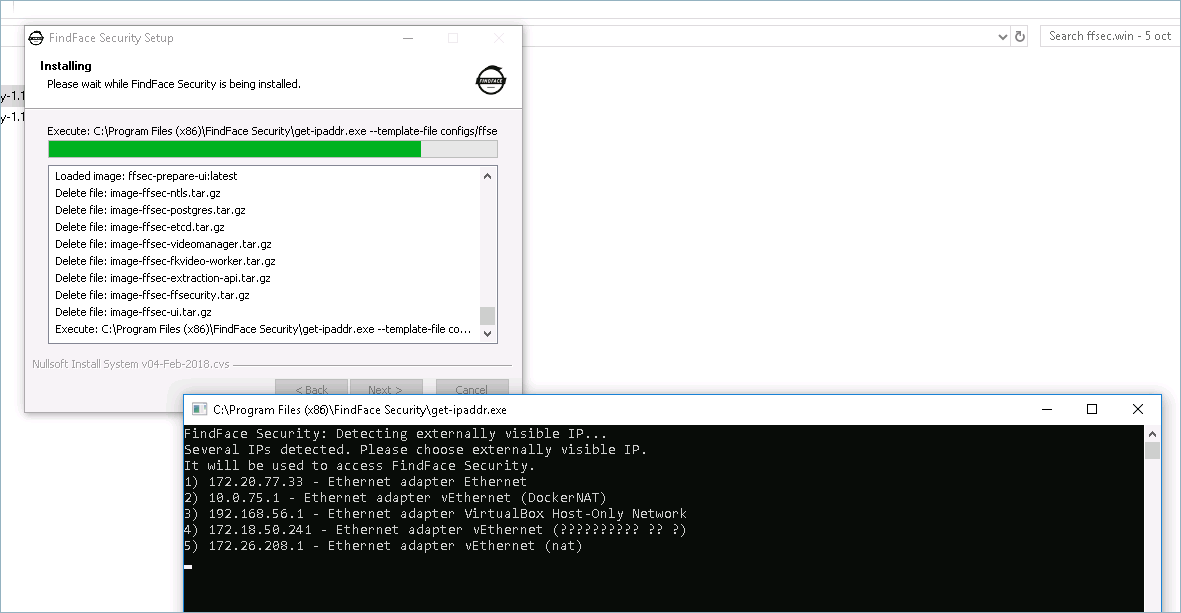 FindFace Security Setup
Search ffsec.win - 5 oct
Installing
Please wait while FindFace Security is being installed.
FINDFACE
y-1.1
y-1.1
Execute: C:\Program Files (x86)\FindFace Security\get-ipaddr.exe --template-file configs/ffse
Loaded image: ffsec-prepare-ui:latest
Delete file: image-ffsec-ntls.tar.gz
Delete file: image-ffsec-postgres.tar.gz
Delete file: image-ffsec-etcd.tar.gz
Delete file: image-ffsec-videomanager.tar.gz
Delete file: image-ffsec-fkvideo-worker.tar.gz
Delete file: image-ffsec-extraction-api.tar.gz
Delete file: image-ffsec-ffsecurity.tar.gz
Delete file: image-ffsec-ui.tar.gz
Execute: C:\Program Files (x86)\FindFace Security\get-ipaddr.exe --template-file co...
Nullsoft Install System v04-Feb-2018.cvs
< Back Next > Cancel
C:\Program Files (x86)\FindFace Security\get-ipaddr.exe
FindFace Security: Detecting externally visible IP...
Several IPs detected. Please choose externally visible IP.
It will be used to access FindFace Security.
1) 172.20.77.33 - Ethernet adapter Ethernet
2) 10.0.75.1 - Ethernet adapter vEthernet (DockerNAT)
3) 192.168.56.1 - Ethernet adapter VirtualBox Host-Only Network
4) 172.18.50.241 - Ethernet adapter vEthernet (?????????? ?? ?)
5) 172.26.208.1 - Ethernet adapter vEthernet (nat)